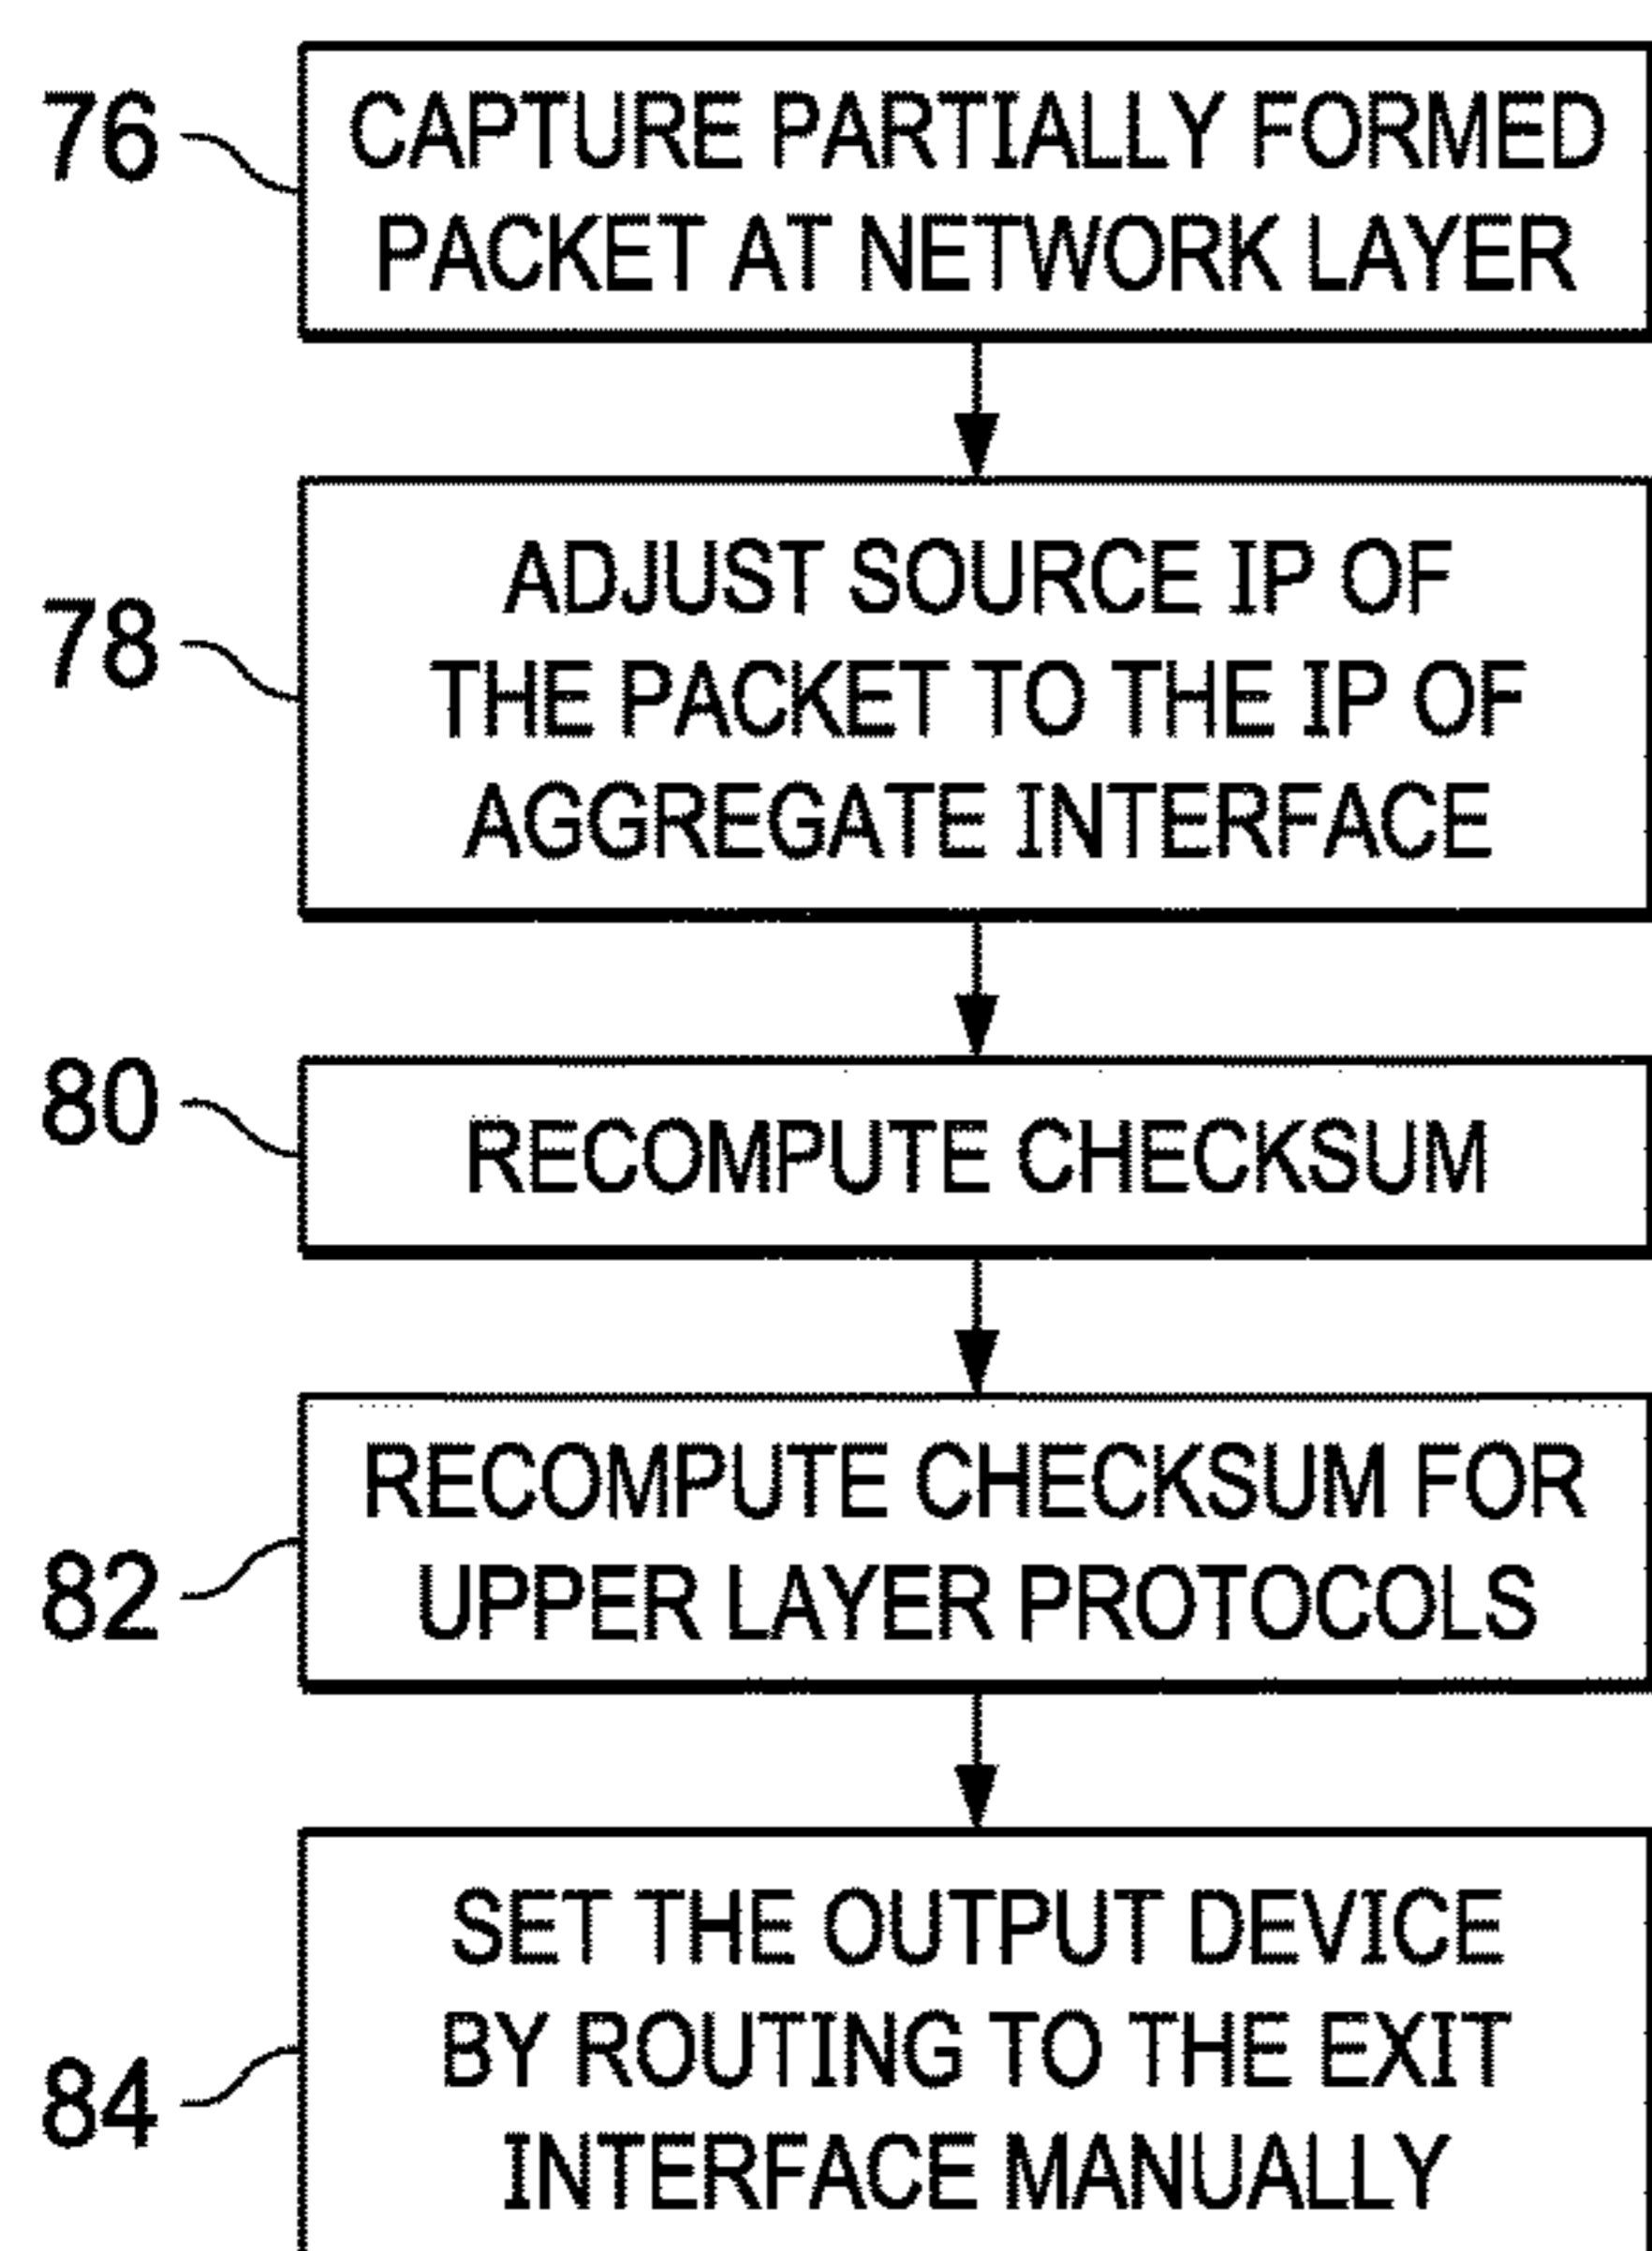 76
CAPTURE PARTIALLY FORMED
PACKET AT NETWORK LAYER
78
ADJUST SOURCE IP OF
THE PACKET TO THE IP OF
AGGREGATE INTERFACE
80
RECOMPUTE CHECKSUM
82
RECOMPUTE CHECKSUM FOR
UPPER LAYER PROTOCOLS
84
SET THE OUTPUT DEVICE
BY ROUTING TO THE EXIT
INTERFACE MANUALLY